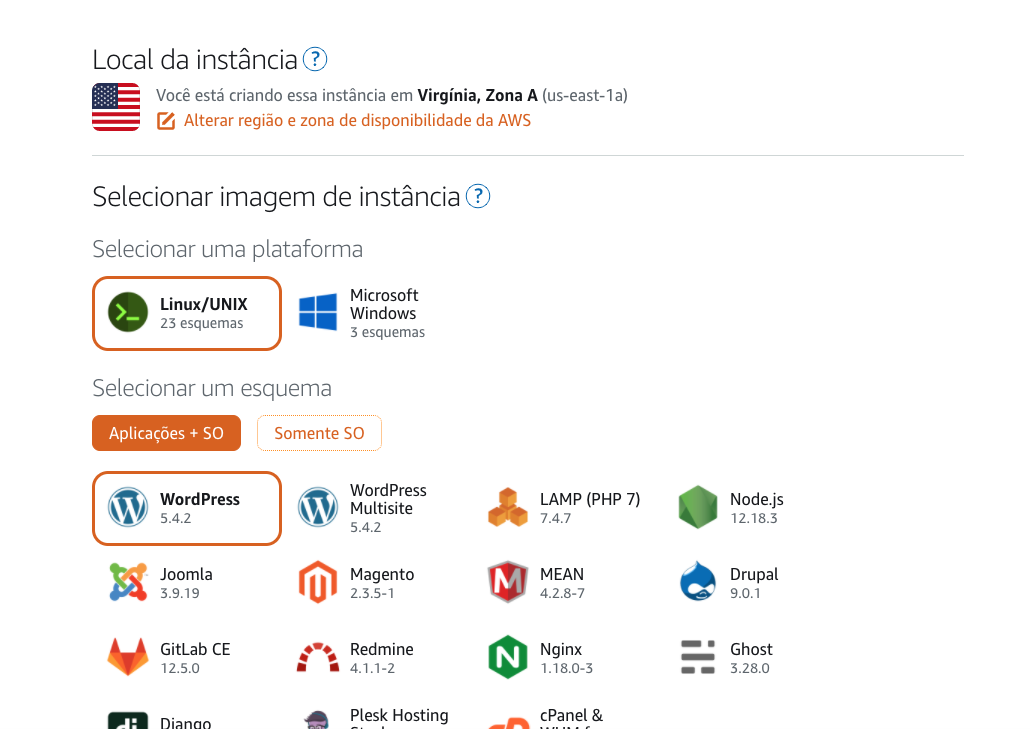 Local da instância ?
Você está criando essa instância em Virgínia, Zona A (us-east-1a)
Alterar região e zona de disponibilidade da AWS
Selecionar imagem de instância ?
Selecionar uma plataforma
Linux/UNIX
23 esquemas
Microsoft
Windows
3 esquemas
Selecionar um esquema
Aplicações + SO
Somente SO
WordPress
5.4.2
WordPress
Multisite
5.4.2
LAMP (PHP 7)
7.4.7
Node.js
12.18.3
Joomla
3.9.19
Magento
2.3.5-1
MEAN
4.2.8-7
Drupal
9.0.1
GitLab CE
12.5.0
Redmine
4.1.1-2
Nginx
1.18.0-3
Ghost
3.28.0
dj
Django
Plesk Hosting
cPanel &